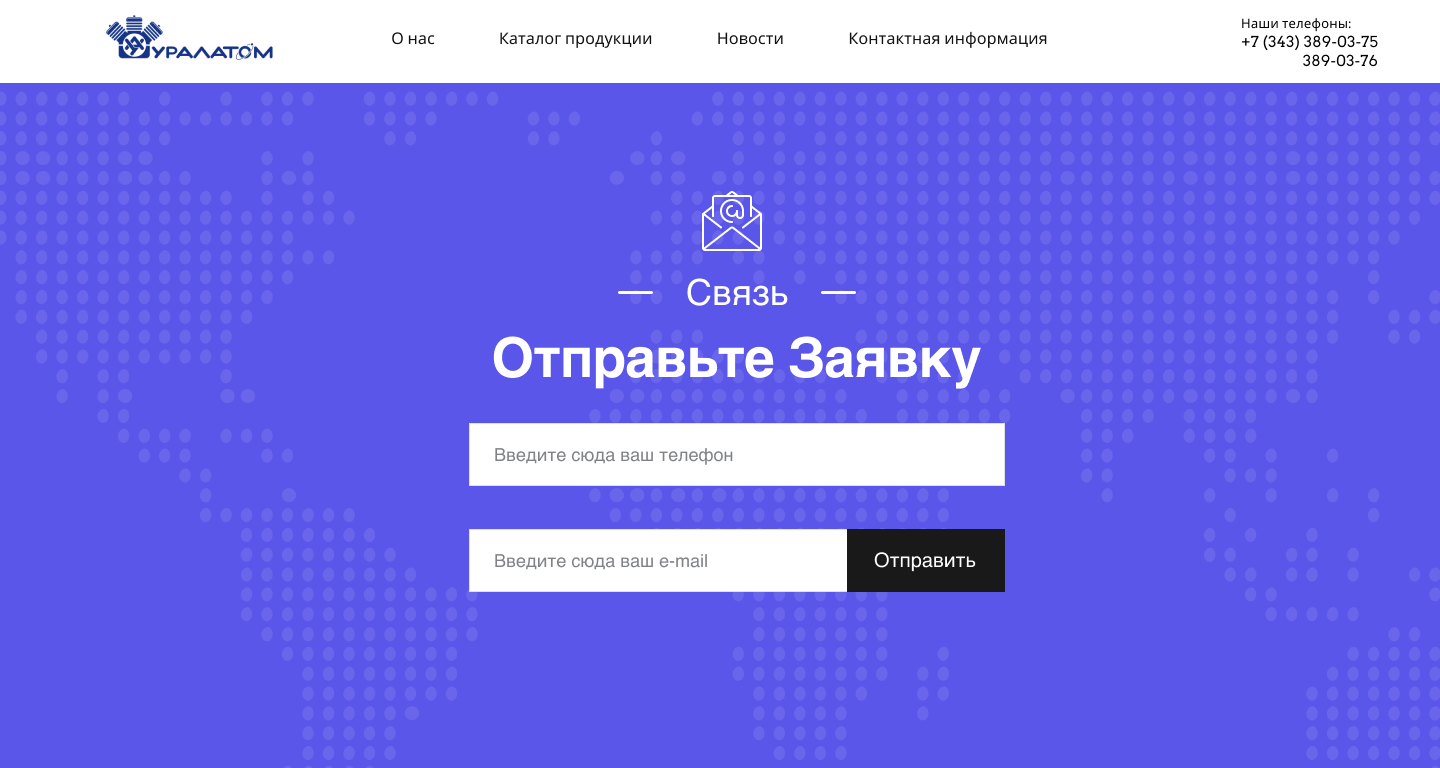 УРАЛАТОМ
О нас
Каталог продукции
Новости
Контактная информация
Наши телефоны:
+7 (343) 389-03-75
389-03-76
Связь
Отправьте Заявку
Введите сюда ваш телефон
Введите сюда ваш e-mail
Отправить